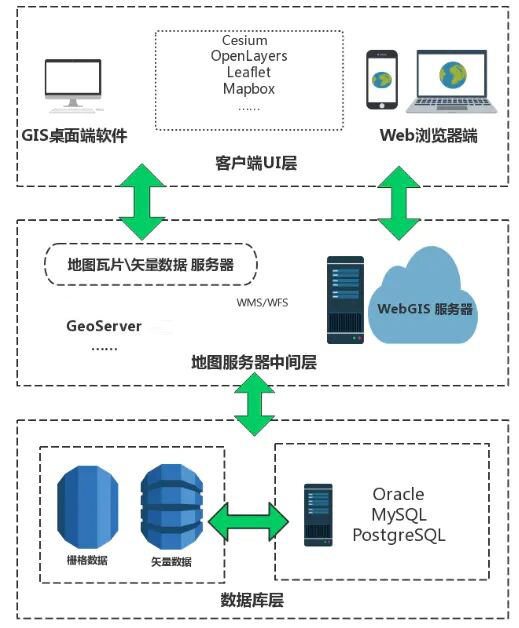 Cesium
OpenLayers
Leaflet
Mapbox
......
GIS桌面端软件
Web浏览器端
客户端UI层
地图瓦片\矢量数据 服务器
WMS/WFS
WebGIS 服务器
GeoServer
......
地图服务器中间层
Oracle
MySQL
PostgreSQL
栅格数据
矢量数据
数据库层